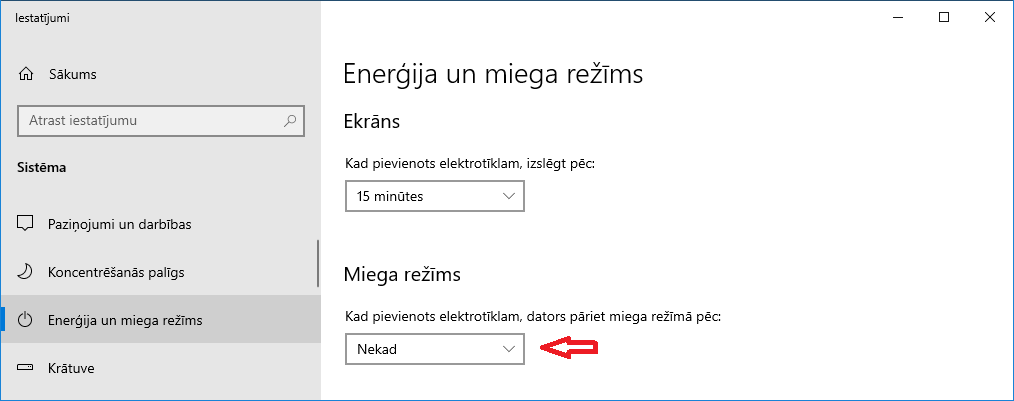 Iestatījumi
Sākums
Atrast iestatījumu
Sistēma
Paziņojumi un darbības
Koncentrēšanās palīgs
Enerģija un miega režīms
Krātuve
Enerģija un miega režīms
Ekrāns
Kad pievienots elektrotīklam, izslēgt pēc:
15 minūtes
Miega režīms
Kad pievienots elektrotīklam, dators pāriet miega režīmā pēc:
Nekad